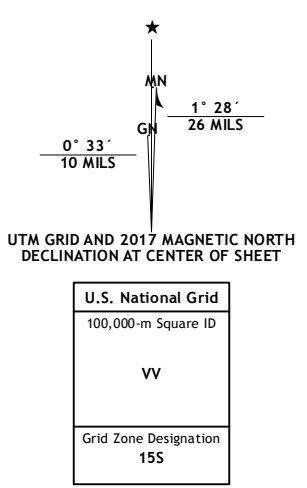 ★
MN
1° 28´
26 MILS
GN
0° 33´
10 MILS
UTM GRID AND 2017 MAGNETIC NORTH
DECLINATION AT CENTER OF SHEET
U.S. National Grid
100,000-m Square ID
VV
Grid Zone Designation
15S